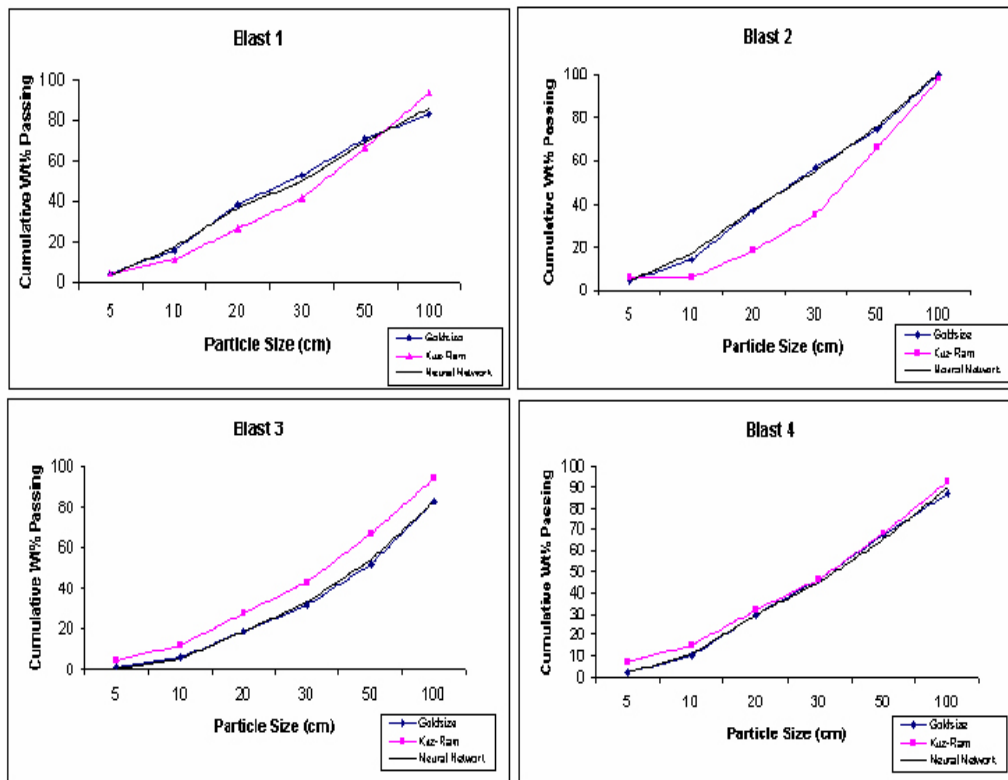 Blast 1
Cumulative Wt% Passing
100
80
60
40
20
0
5 10 20 30 50 100
Particle Size (cm)
Goldsize
Kuz-Ram
Neural Network
Blast 2
Cumulative Wt% Passing
100
80
60
40
20
0
5 10 20 30 50 100
Particle Size (cm)
Goldsize
Kuz-Ram
Neural Network
Blast 3
Cumulative Wt% Passing
100
80
60
40
20
0
5 10 20 30 50 100
Particle Size (cm)
Goldsize
Kuz-Ram
Neural Network
Blast 4
Cumulative Wt% Passing
100
90
80
70
60
50
40
30
20
10
0
5 10 20 30 50 100
Particle Size (cm)
Goldsize
Kuz-Ram
Neural Network